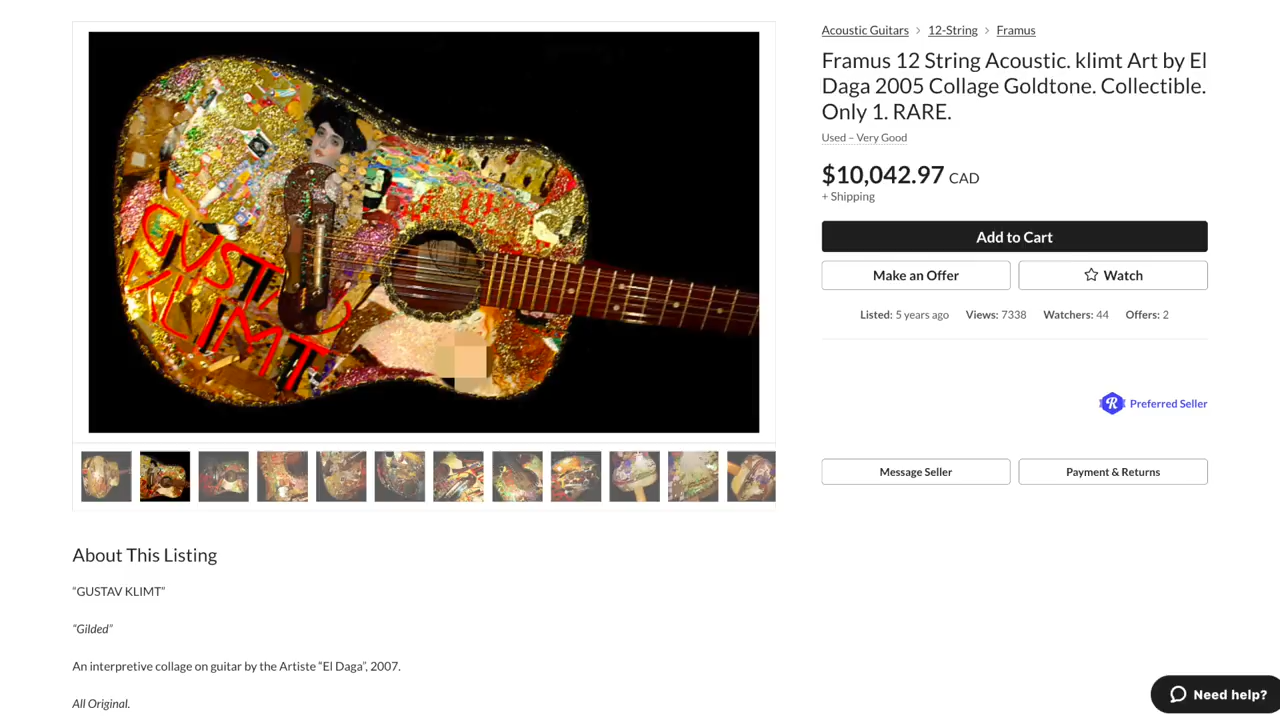 Acoustic Guitars > 12-String > Framus
Framus 12 String Acoustic. klimt Art by El
Daga 2005 Collage Goldtone. Collectible.
Only 1. RARE.
Used – Very Good
$10,042.97 CAD
+ Shipping
Add to Cart
Make an Offer
Watch
Listed: 5 years ago Views: 7338 Watchers: 44 Offers: 2
Preferred Seller
Message Seller
Payment & Returns
GUSTAV
KLIMT
About This Listing
“GUSTAV KLIMT”
“Gilded”
An interpretive collage on guitar by the Artiste “El Daga”, 2007.
All Original.
Need help?